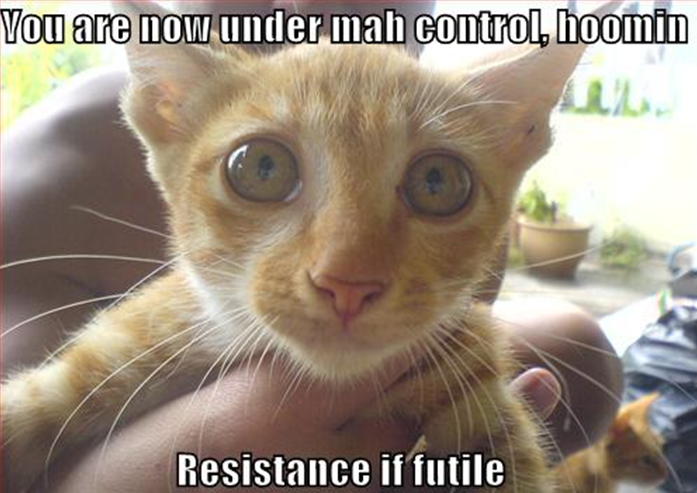 You are now under mah control, hoomin
Resistance if futile